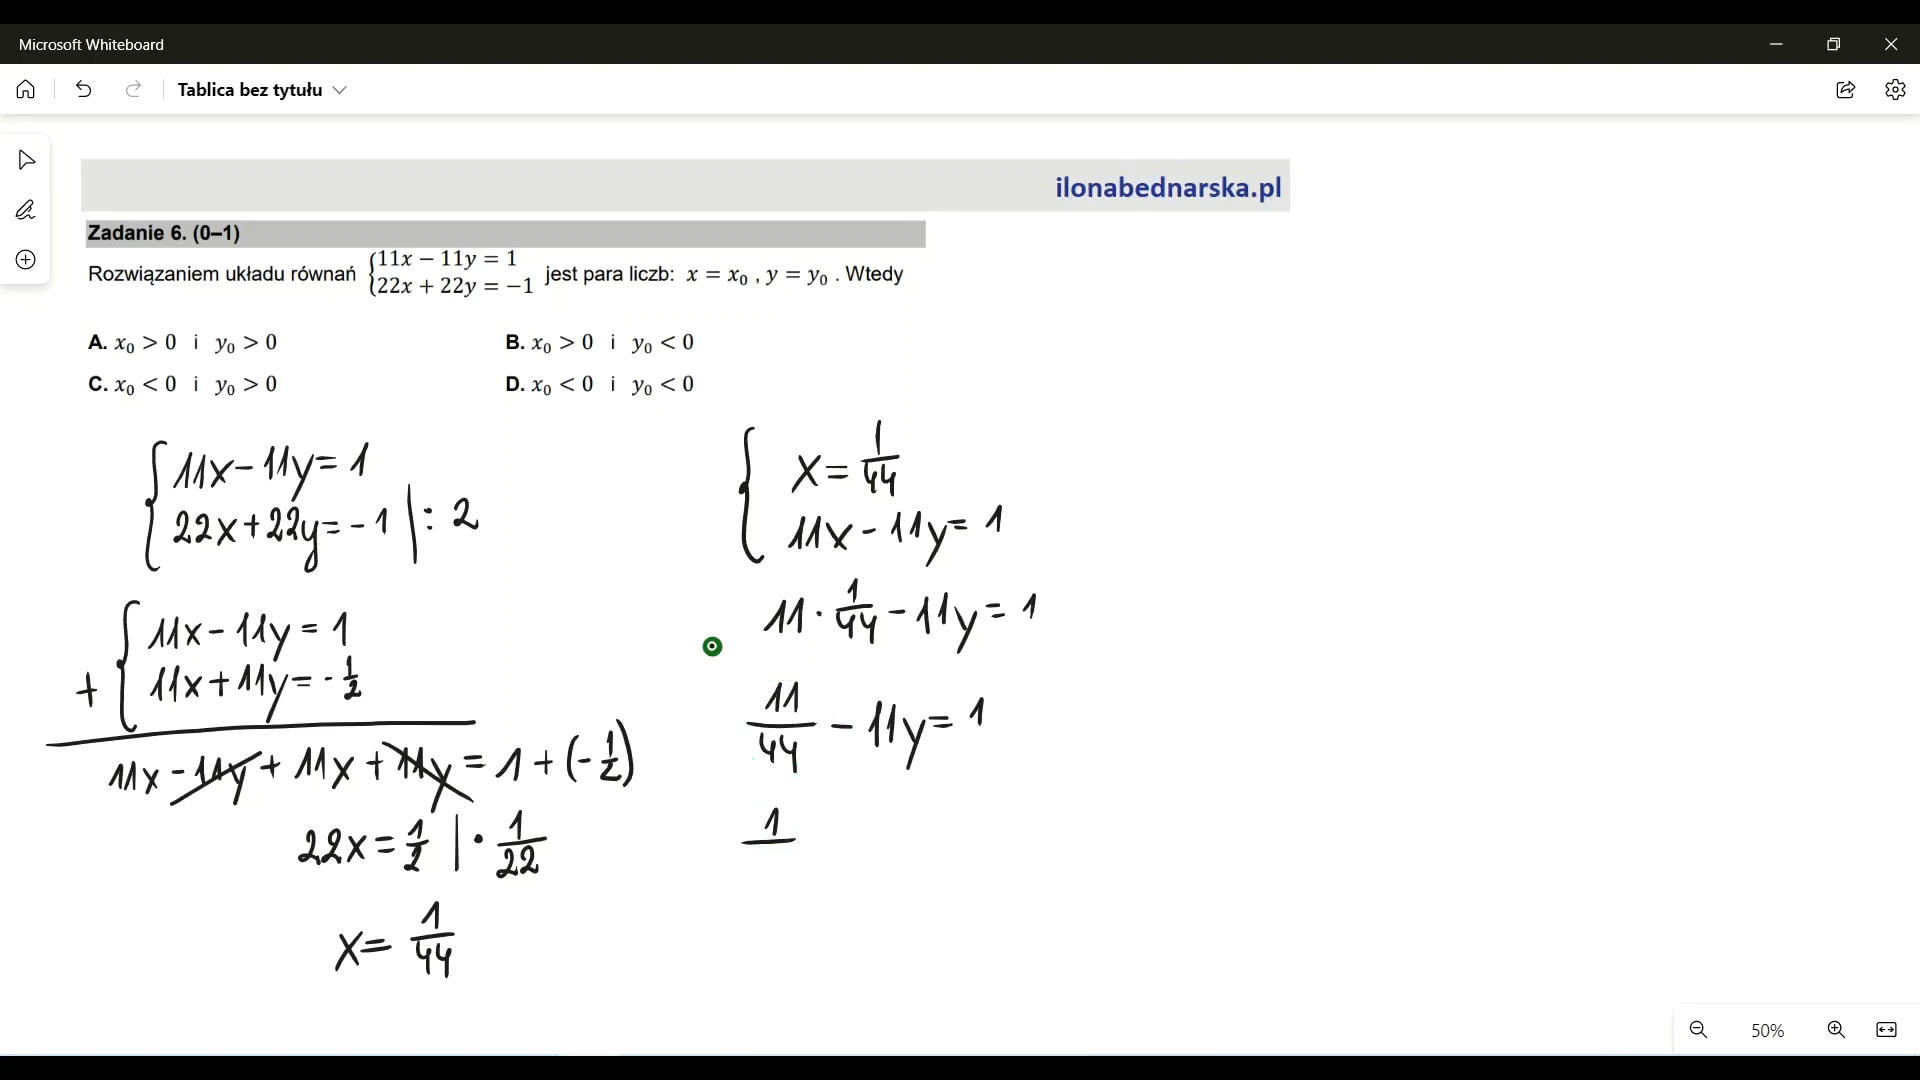 Microsoft Whiteboard
Tablica bez tytułu
ilonabednarska.pl
Zadanie 6. (0–1)
Rozwiązaniem układu równań {11x − 11y = 1
22x + 22y = −1 jest para liczb: x = x₀ , y = y₀ . Wtedy
A. x₀ > 0 i y₀ > 0
B. x₀ > 0 i y₀ < 0
C. x₀ < 0 i y₀ > 0
D. x₀ < 0 i y₀ < 0
{11x − 11y = 1
22x + 22y = −1 | : 2
+ {11x − 11y = 1
11x + 11y = −1/2
11x − 11y + 11x + 11y = 1 + (−1/2)
22x = 1/2 | · 1/22
x = 1/44
{x = 1/44
11x − 11y = 1
11 · 1/44 − 11y = 1
11/44 − 11y = 1
1
50%